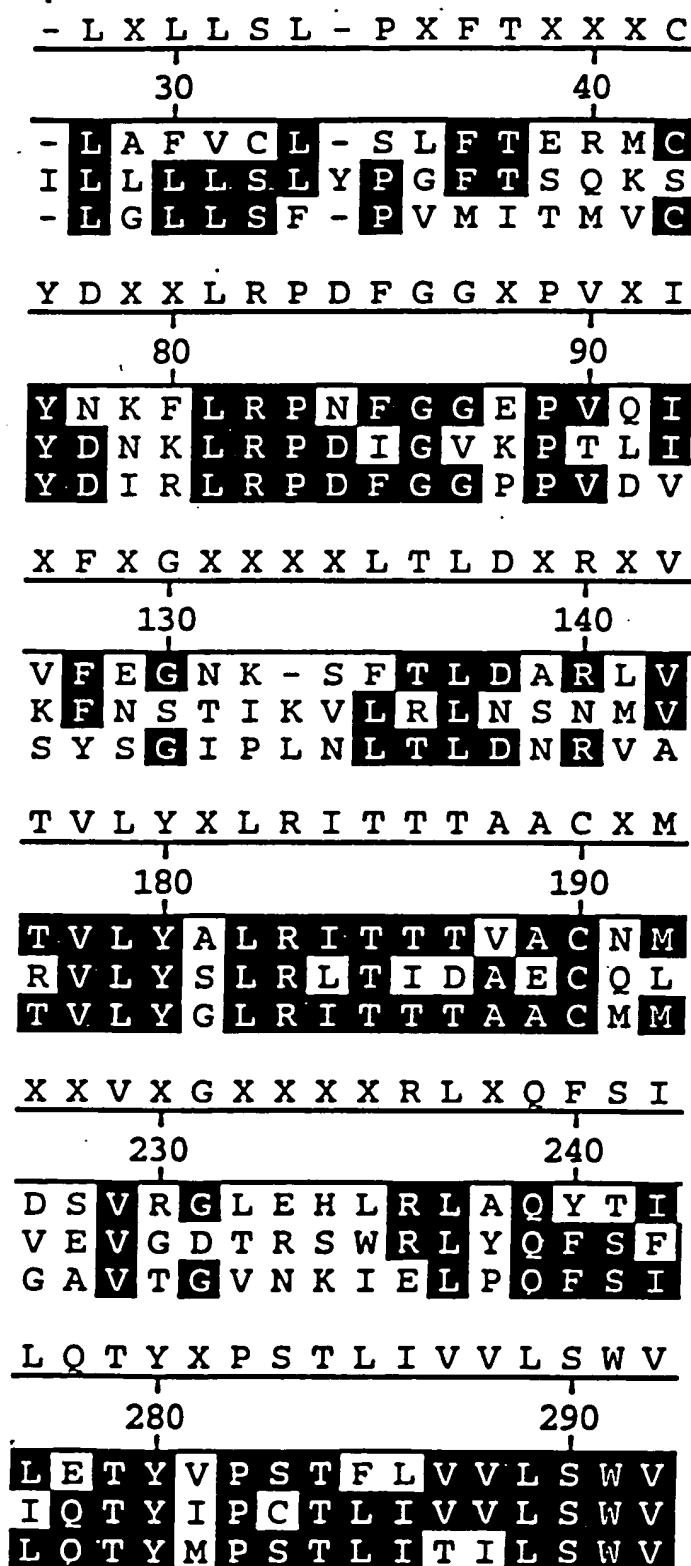 - L X L L S L - P X F T X X X C
30 40
- L A F V C L - S L F T E R M C
I L L L L S L Y P G F T S Q K S
- L G L L S F - P V M I T M V C
Y D X X L R P D F G G X P V X I
80 90
Y N K F L R P N F G G E P V Q I
Y D N K L R P D I G V K P T L I
Y D I R L R P D F G G P P V D V
X F X G X X X X L T L D X R X V
130 140
V F E G N K - S F T L D A R L V
K F N S T I K V L R L N S N M V
S Y S G I P L N L T L D N R V A
T V L Y X L R I T T T A A C X M
180 190
T V L Y A L R I T T T V A C N M
R V L Y S L R L T I D A E C Q L
T V L Y G L R I T T T A A C M M
X X V X G X X X X R L X Q F S I
230 240
D S V R G L E H L R L A Q Y T I
V E V G D T R S W R L Y Q F S F
G A V T G V N K I E L P Q F S I
L Q T Y X P S T L I V V L S W V
280 290
L E T Y V P S T F L V V L S W V
I Q T Y I P C T L I V V L S W V
L Q T Y M P S T L I T I L S W V